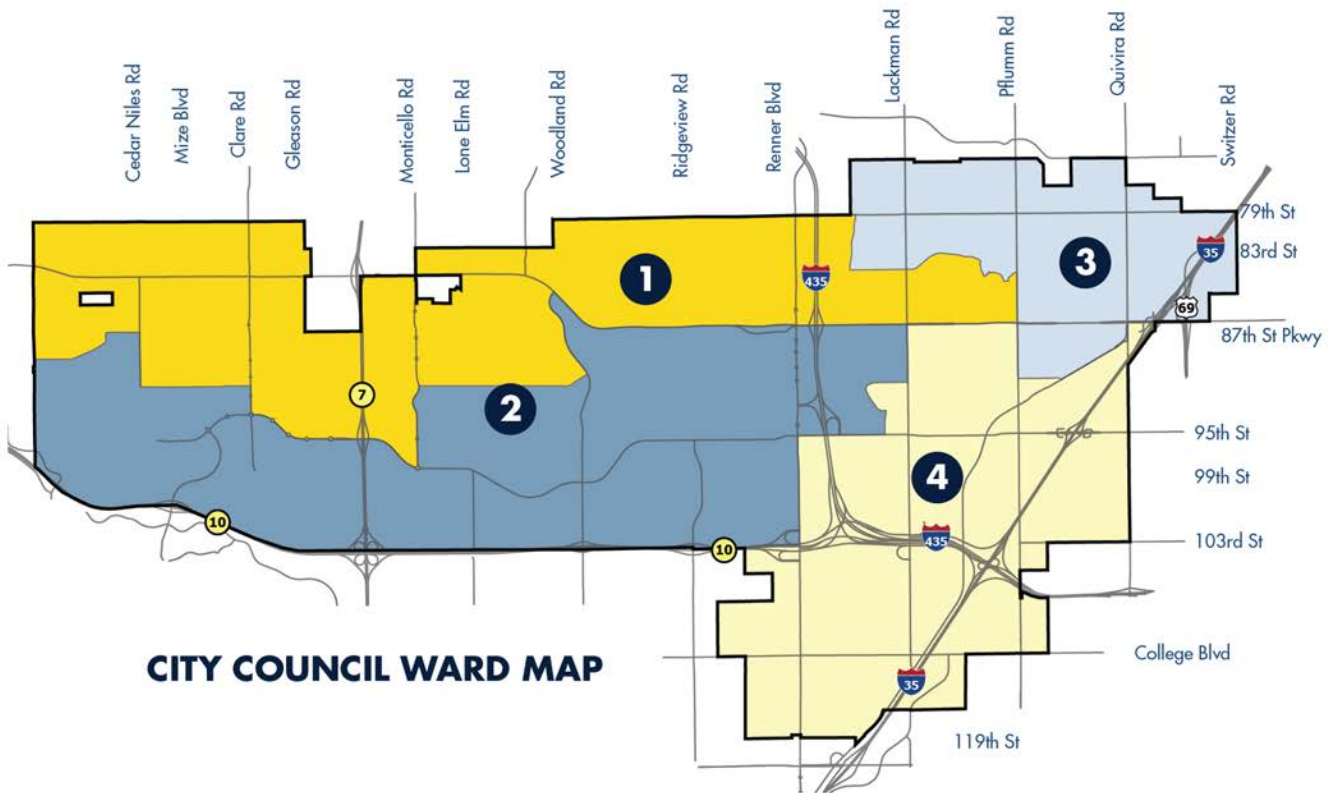 Cedar Niles Rd
Mize Blvd
Clare Rd
Gleason Rd
Monticello Rd
Lone Elm Rd
Woodland Rd
Ridgeview Rd
Renner Blvd
Lackman Rd
Pflumm Rd
Quivira Rd
Switzer Rd
79th St
83rd St
35
3
1
435
69
87th St Pkwy
7
2
95th St
4
99th St
10
435
103rd St
10
CITY COUNCIL WARD MAP
College Blvd
35
119th St